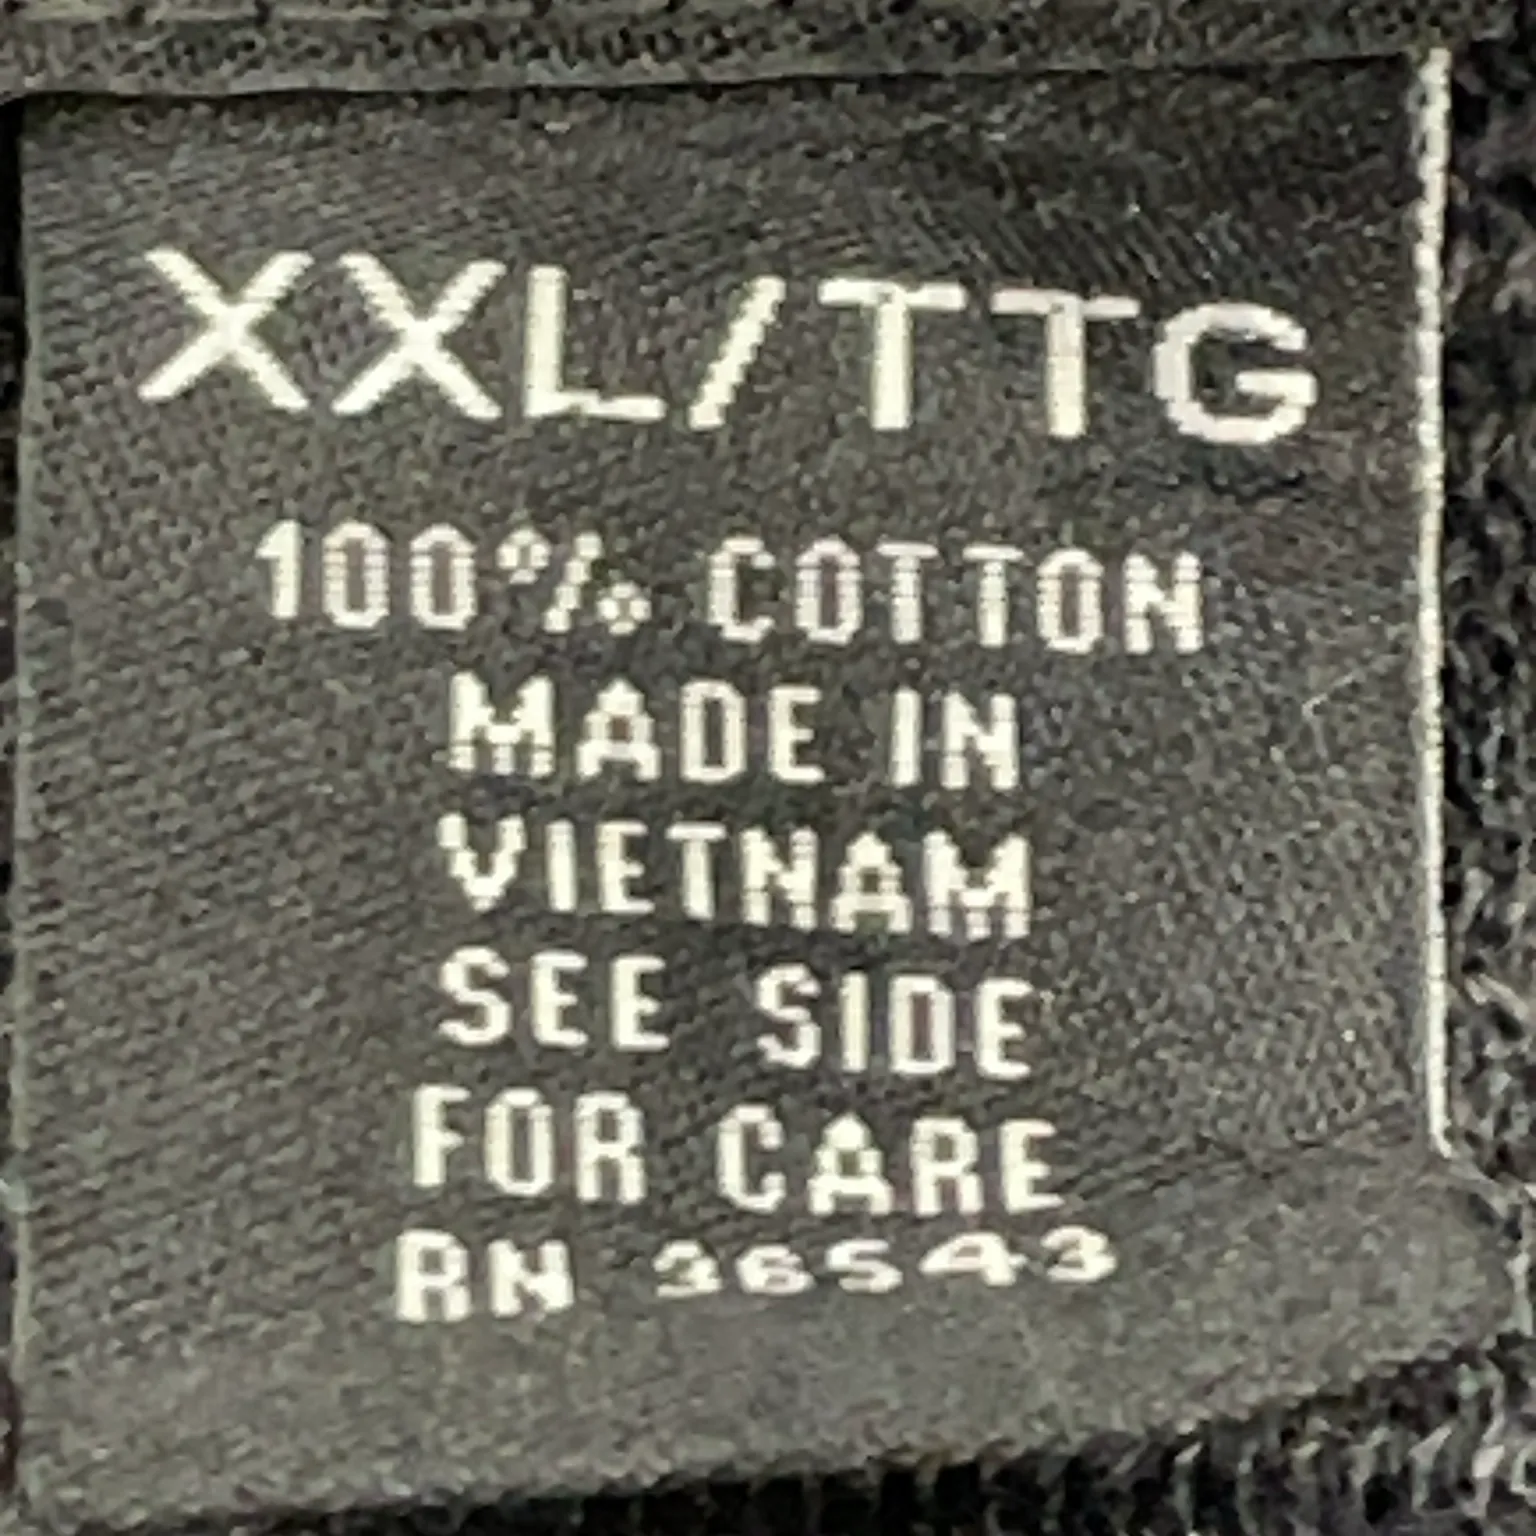 XXL/TTG
100% COTTON
MADE IN
VIETNAM
SEE SIDE
FOR CARE
RN 36543